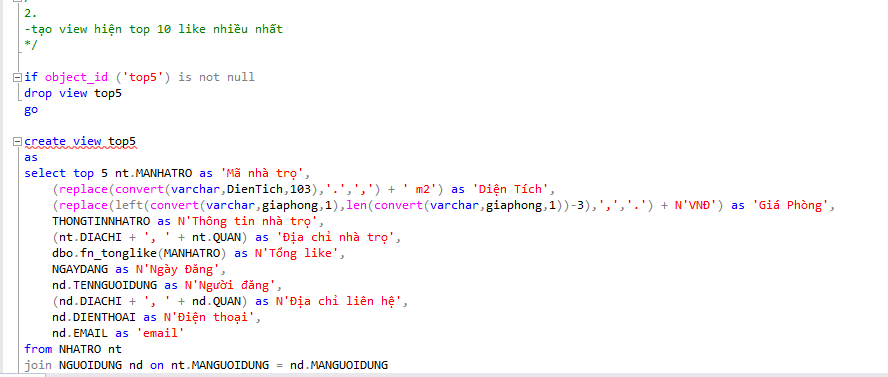 2.
-tạo view hiện top 10 like nhiều nhất
*/
if object_id ('top5') is not null
drop view top5
go
create view top5
as
select top 5 nt.MANHATRO as 'Mã nhà trọ',
(replace(convert(varchar,DienTich,103),'.',',') + ' m2') as 'Diện Tích',
(replace(left(convert(varchar,giaphong,1),len(convert(varchar,giaphong,1))-3),',','.') + N'VNĐ') as 'Giá Phòng',
THONGTINNHATRO as N'Thông tin nhà trọ',
(nt.DIACHI + ', ' + nt.QUAN) as 'Địa chỉ nhà trọ',
dbo.fn_tonglike(MANHATRO) as N'Tổng like',
NGAYDANG as N'Ngày Đăng',
nd.TENNGUOIDUNG as N'Người đăng',
(nd.DIACHI + ', ' + nd.QUAN) as N'Địa chỉ liên hệ',
nd.DIENTHOAI as N'Điện thoại',
nd.EMAIL as 'email'
from NHATRO nt
join NGUOIDUNG nd on nt.MANGUOIDUNG = nd.MANGUOIDUNG